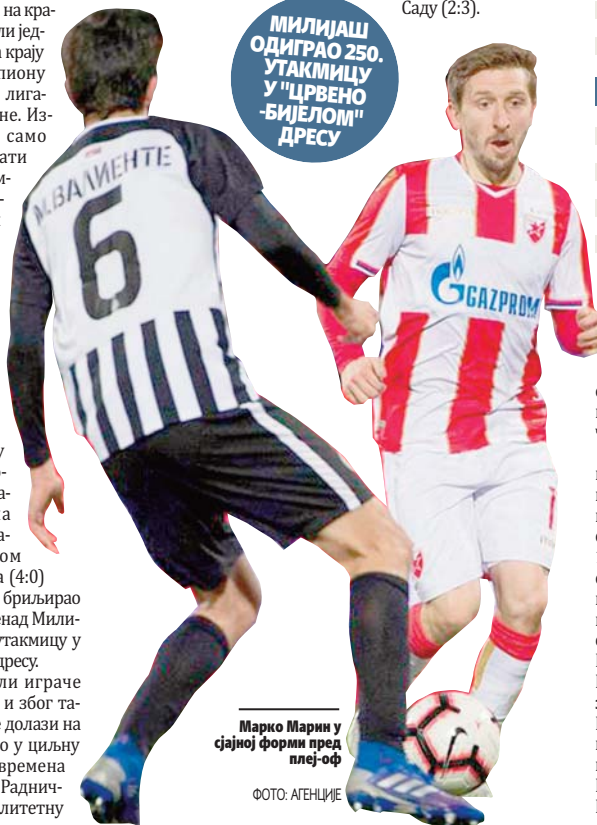 на кра-
ли јед-
крају
пиону
лига-
не. Из-
само
ати
Саду (2:3).
МИЛИЈАШ
ОДИГРАО 250.
УТАКМИЦУ
У "ЦРВЕНО
-БИЈЕЛОМ"
ДРЕСУ
М.ВАЛИЕНТЕ
6
GAZPROM
ом
а (4:0)
бриљирао
енад Мили-
утакмицу у
дресу.
ли играче
и због та-
е долази на
о у циљну
времена
Раднич-
литетну
Марко Марин у
сјајној форми пред
плеј-оф
ФОТО: АГЕНЦИЈЕ